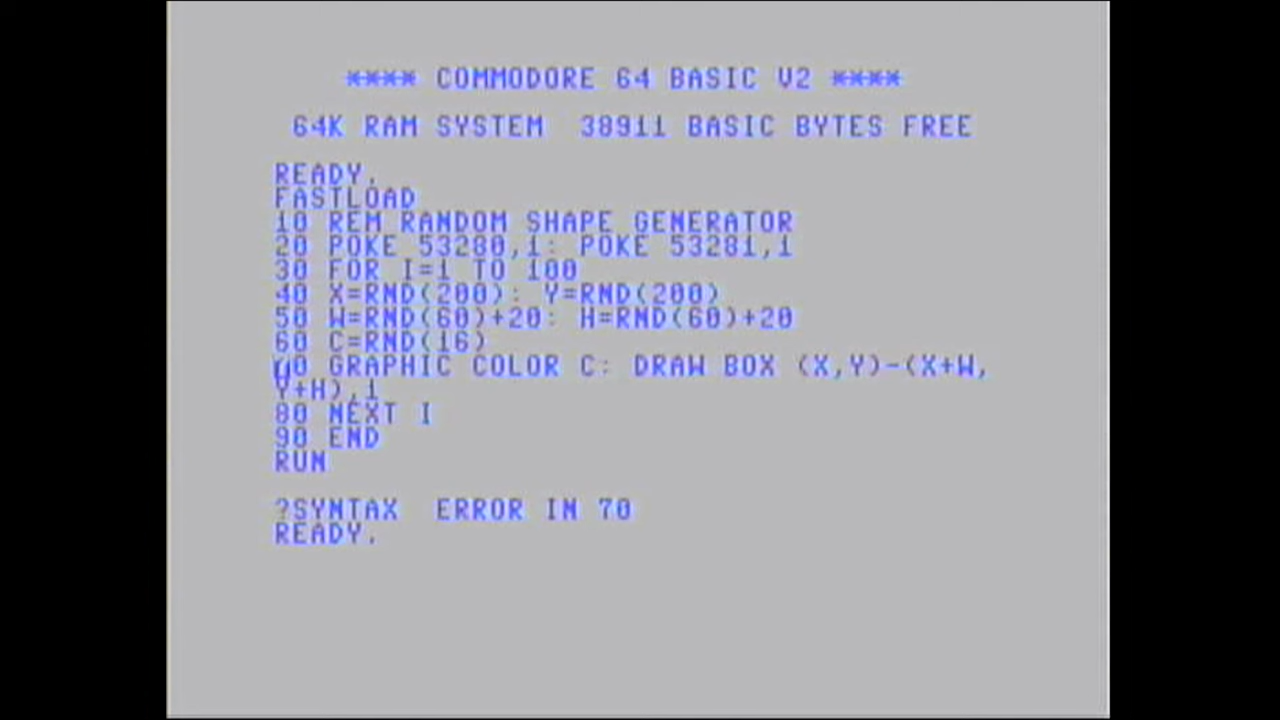 **** COMMODORE 64 BASIC V2 ****
64K RAM SYSTEM  38911 BASIC BYTES FREE
READY.
FASTLOAD
10 REM RANDOM SHAPE GENERATOR
20 POKE 53280,1: POKE 53281,1
30 FOR I=1 TO 100
40 X=RND(200): Y=RND(200)
50 W=RND(60)+20: H=RND(60)+20
60 C=RND(16)
70 GRAPHIC COLOR C: DRAW BOX (X,Y)-(X+W,
Y+H),1
80 NEXT I
90 END
RUN
?SYNTAX  ERROR IN 70
READY.